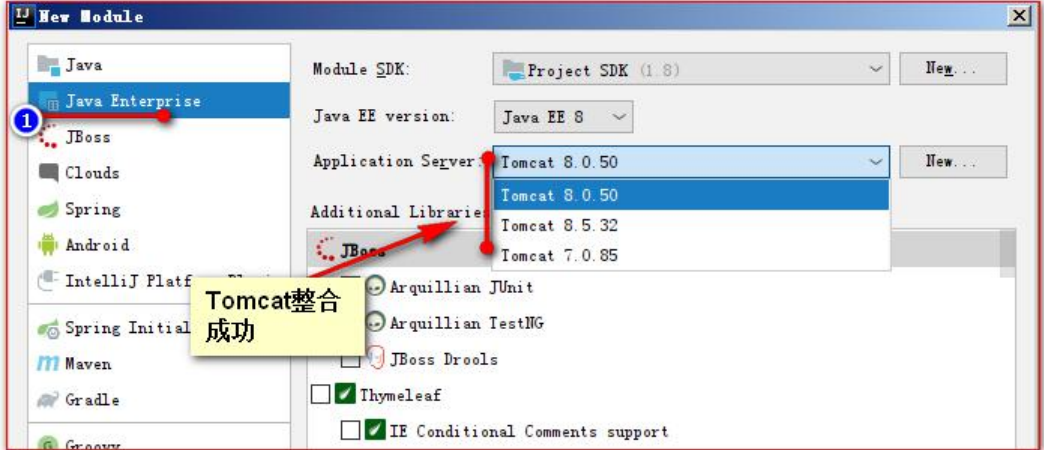 New Module
Java
Java Enterprise
1
JBoss
Clouds
Spring
Android
IntelliJ Platf
Spring Initial
Maven
Gradle
Groovy
Module SDK:
Project SDK (1.8)
New...
Java EE version:
Java EE 8
Application Server:
Tomcat 8.0.50
New...
Tomcat 8.0.50
Tomcat 8.5.32
Tomcat 7.0.85
Additional Libraries
JBoss
Arquillian JUnit
Arquillian TestNG
JBoss Drools
Thymeleaf
IE Conditional Comments support
Tomcat整合
成功